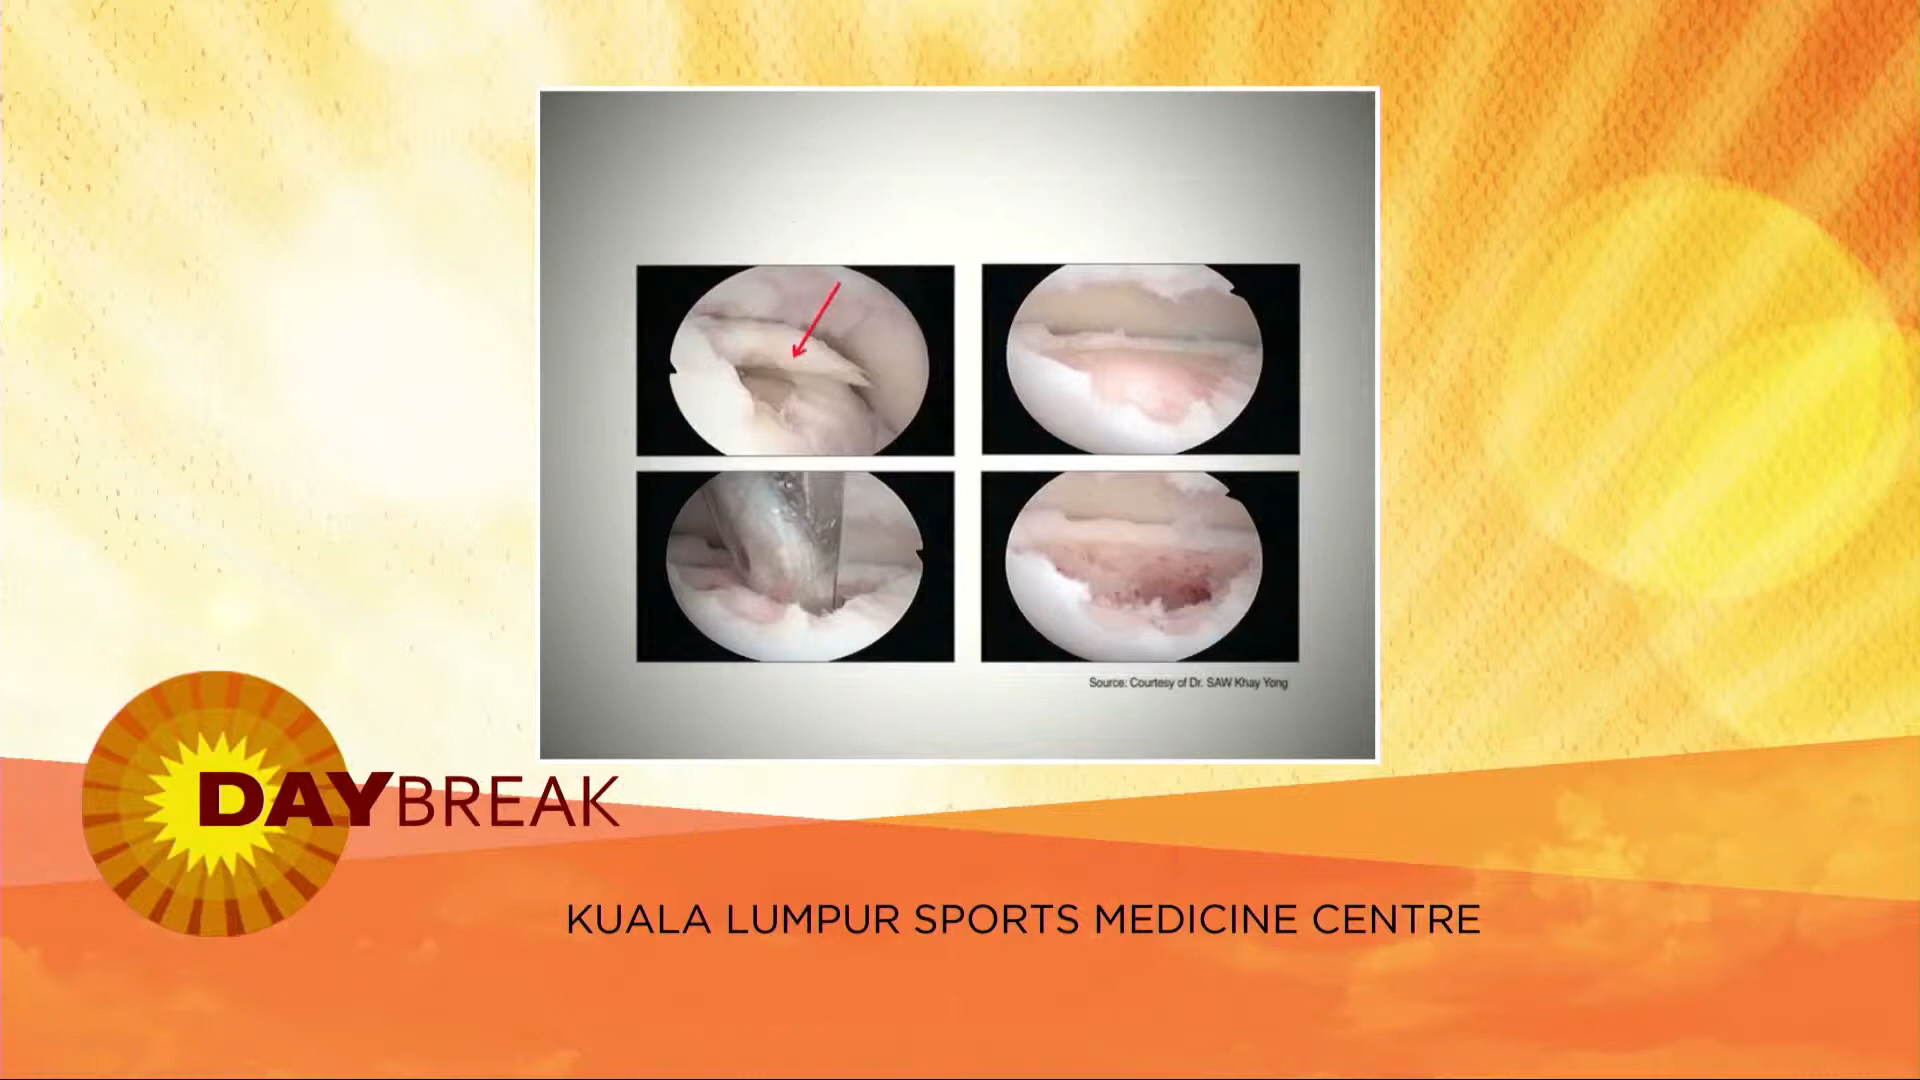 Source: Courtesy of Dr. SAW Khay Yong
DAYBREAK
KUALA LUMPUR SPORTS MEDICINE CENTRE